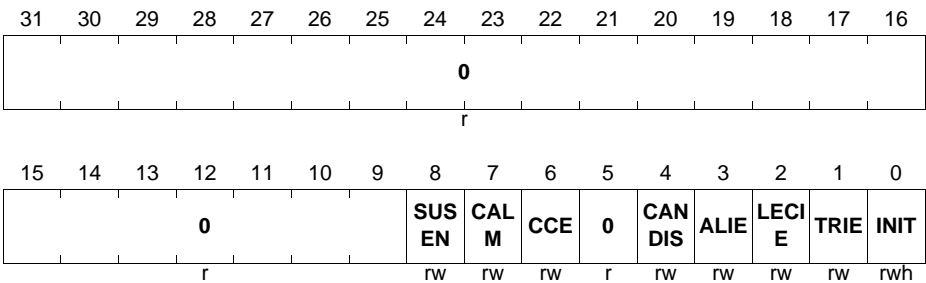 31 30 29 28 27 26 25 24 23 22 21 20 19 18 17 16
0
r
15 14 13 12 11 10 9 8 7 6 5 4 3 2 1 0
0 SUS EN CAL M CCE 0 CAN DIS ALIE LECI E TRIE INIT
r rw rw rw r rw rw rw rw rwh